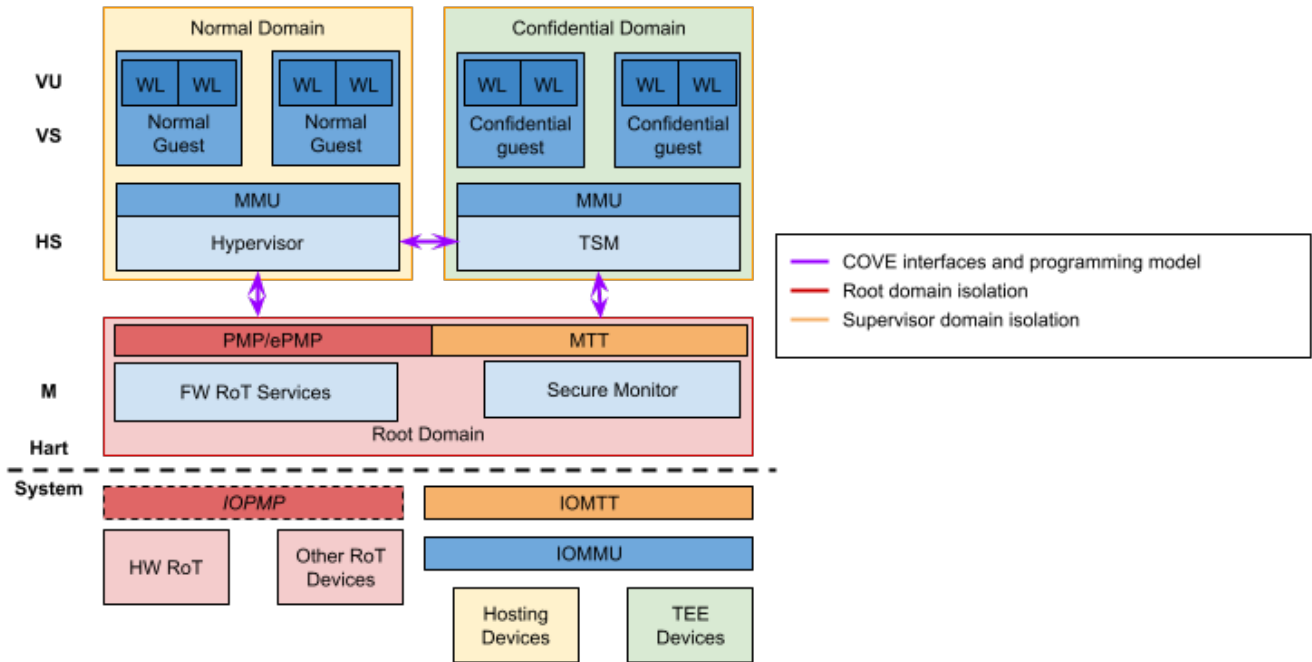 Normal Domain
Confidential Domain
VU
WL WL
WL WL
WL WL
WL WL
VS
Normal
Guest
Normal
Guest
Confidential
guest
Confidential
guest
MMU
MMU
HS
Hypervisor
TSM
COVE interfaces and programming model
Root domain isolation
Supervisor domain isolation
PMP/ePMP
MTT
M
FW RoT Services
Secure Monitor
Root Domain
Hart
System
IOPMP
IOMTT
HW RoT
Other RoT
Devices
IOMMU
Hosting
Devices
TEE
Devices